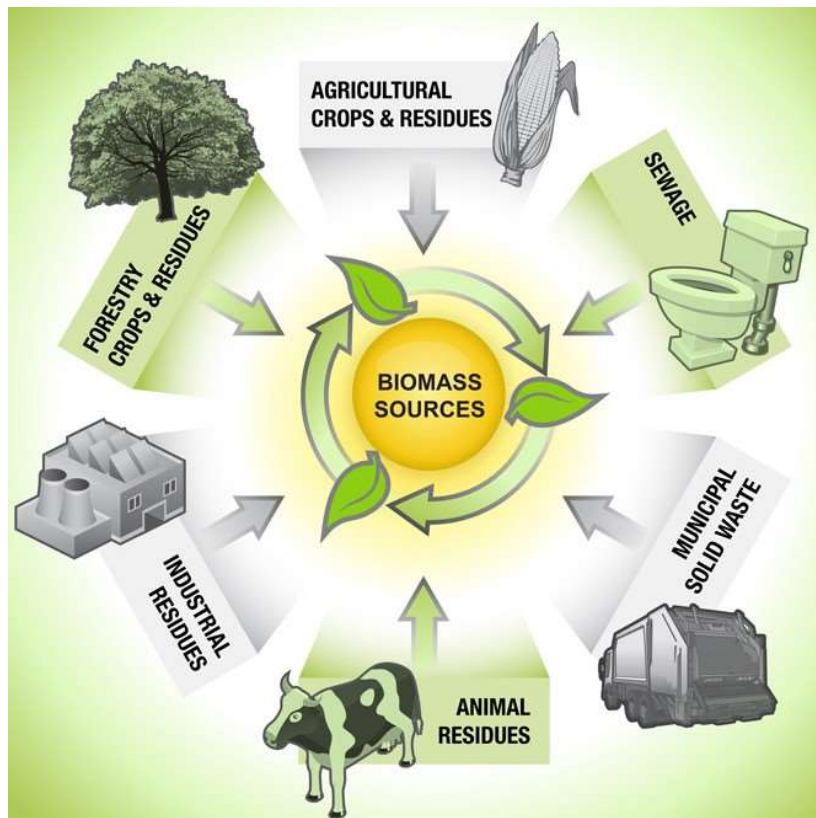 AGRICULTURAL
CROPS & RESIDUES
SEWAGE
FORESTRY
CROPS & RESIDUES
BIOMASS
SOURCES
MUNICIPAL
SOLID WASTE
INDUSTRIAL
RESIDUES
ANIMAL
RESIDUES